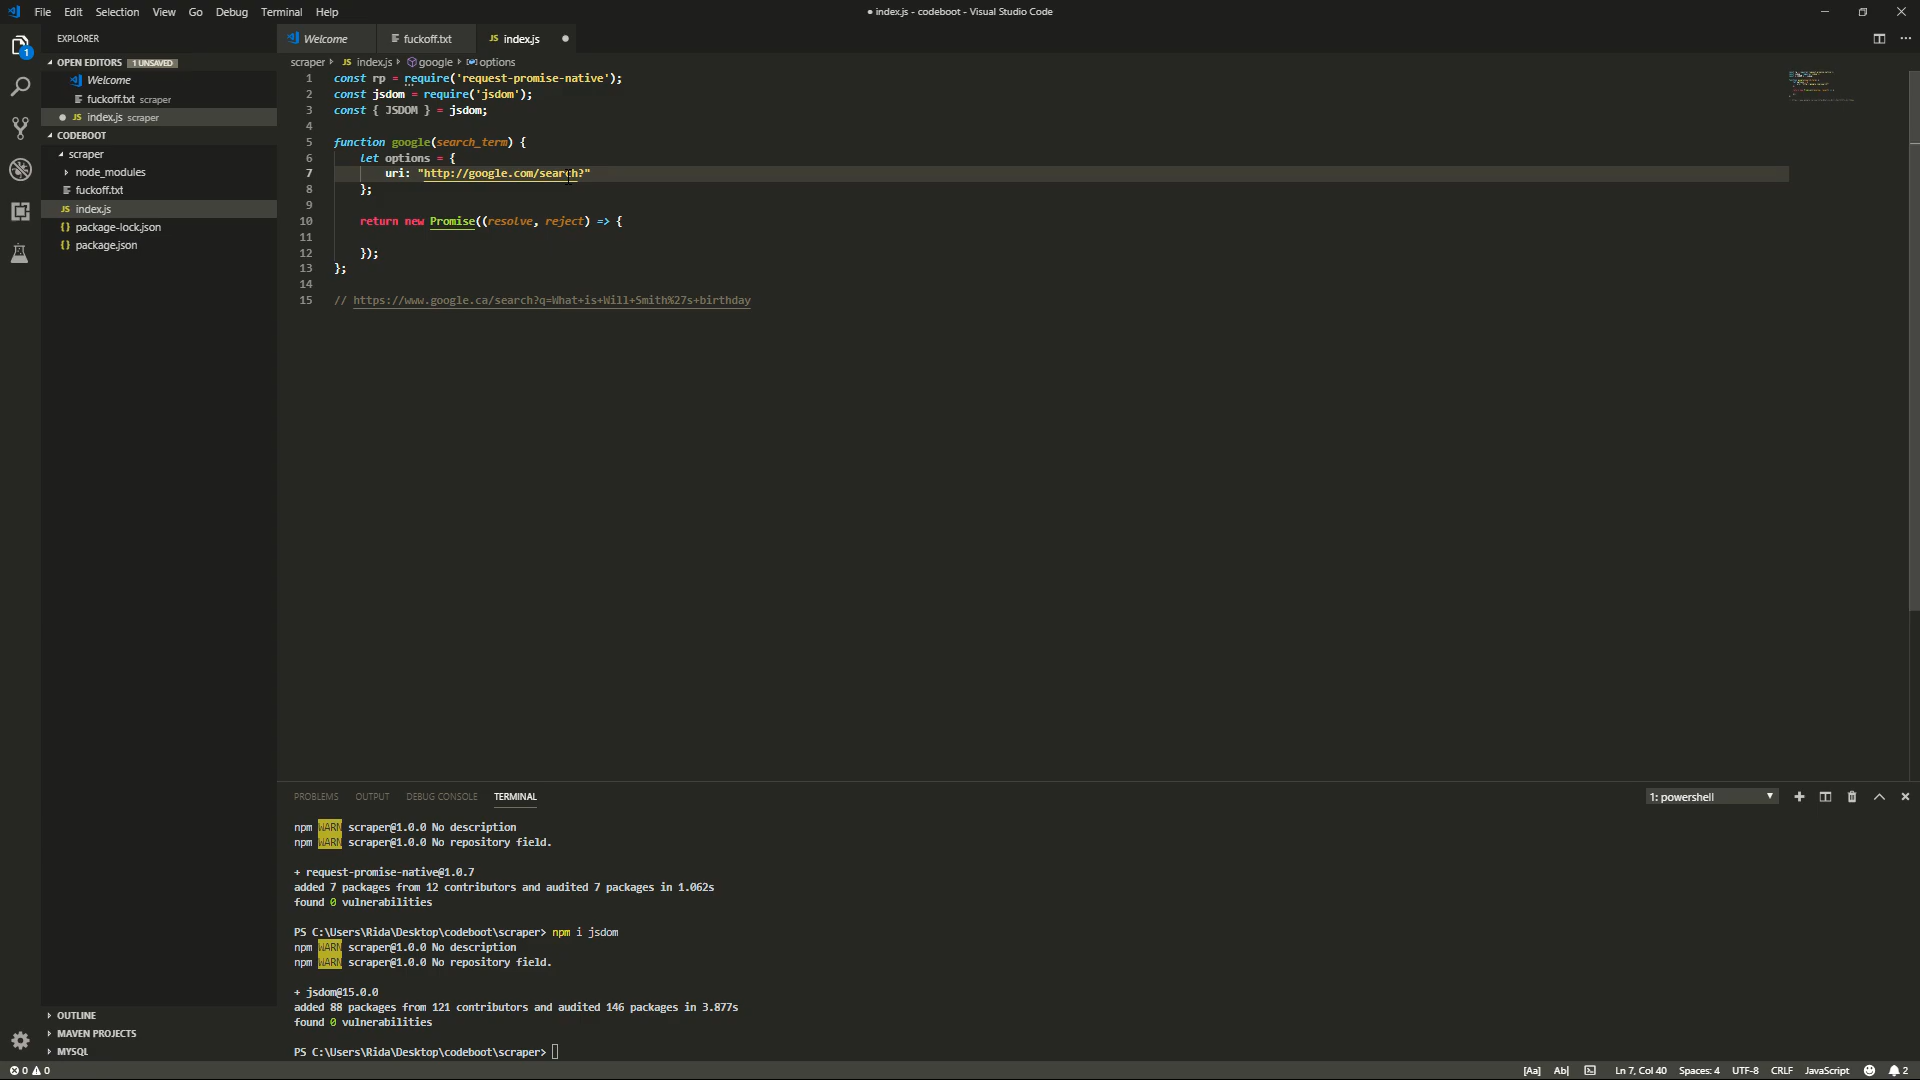 File Edit Selection View Go Debug Terminal Help
● index.js - codeboot - Visual Studio Code
EXPLORER
OPEN EDITORS 1 UNSAVED
Welcome
fuckoff.txt scraper
JS index.js scraper
CODEBOOT
scraper
node_modules
fuckoff.txt
JS index.js
{} package-lock.json
{} package.json
OUTLINE
MAVEN PROJECTS
MYSQL
1
Welcome
fuckoff.txt
JS index.js ●
scraper › JS index.js › google › options
1 const rp = require('request-promise-native');
2 const jsdom = require('jsdom');
3 const { JSDOM } = jsdom;
4
5 function google(search_term) {
6 let options = {
7 uri: "http://google.com/search?"
8 };
9
10 return new Promise((resolve, reject) => {
11
12 });
13 };
14
15 // https://www.google.ca/search?q=What+is+Will+Smith%27s+birthday
PROBLEMS OUTPUT DEBUG CONSOLE TERMINAL
1: powershell
npm WARN scraper@1.0.0 No description
npm WARN scraper@1.0.0 No repository field.
+ request-promise-native@1.0.7
added 7 packages from 12 contributors and audited 7 packages in 1.062s
found 0 vulnerabilities
PS C:\Users\Rida\Desktop\codeboot\scraper> npm i jsdom
npm WARN scraper@1.0.0 No description
npm WARN scraper@1.0.0 No repository field.
+ jsdom@15.0.0
added 88 packages from 121 contributors and audited 146 packages in 3.877s
found 0 vulnerabilities
PS C:\Users\Rida\Desktop\codeboot\scraper>
0 0
[Aa] Ab| Ln 7, Col 40 Spaces: 4 UTF-8 CRLF JavaScript 2